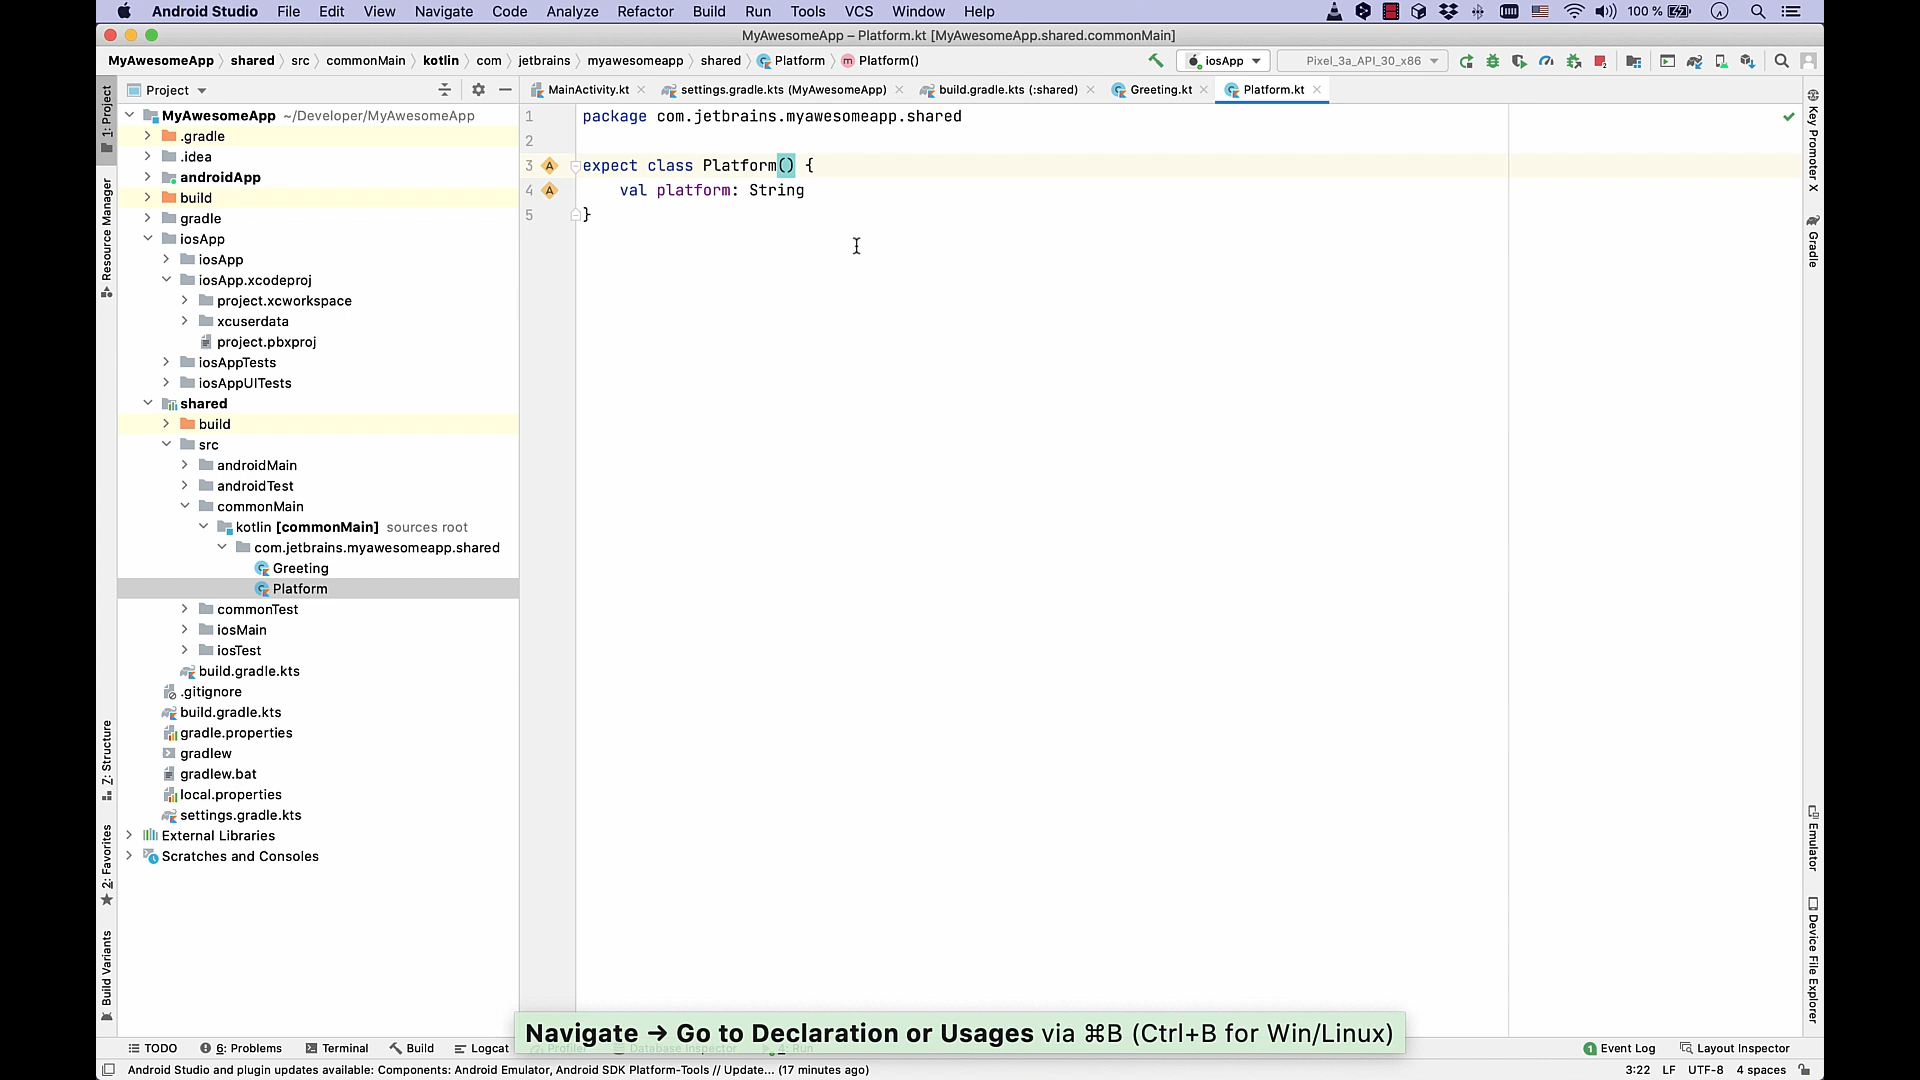 Android Studio File Edit View Navigate Code Analyze Refactor Build Run Tools VCS Window Help 100 %
MyAwesomeApp – Platform.kt [MyAwesomeApp.shared.commonMain]
MyAwesomeApp shared src commonMain kotlin com jetbrains myawesomeapp shared Platform Platform() iosApp Pixel_3a_API_30_x86
Project
MainActivity.kt settings.gradle.kts (MyAwesomeApp) build.gradle.kts (:shared) Greeting.kt Platform.kt
1: Project
Resource Manager
7: Structure
2: Favorites
Build Variants
MyAwesomeApp ~/Developer/MyAwesomeApp
.gradle
.idea
androidApp
build
gradle
iosApp
iosApp
iosApp.xcodeproj
project.xcworkspace
xcuserdata
project.pbxproj
iosAppTests
iosAppUITests
shared
build
src
androidMain
androidTest
commonMain
kotlin [commonMain] sources root
com.jetbrains.myawesomeapp.shared
Greeting
Platform
commonTest
iosMain
iosTest
build.gradle.kts
.gitignore
build.gradle.kts
gradle.properties
gradlew
gradlew.bat
local.properties
settings.gradle.kts
External Libraries
Scratches and Consoles
1 package com.jetbrains.myawesomeapp.shared
2
3 expect class Platform() {
4 val platform: String
5 }
Key Promoter X
Gradle
Emulator
Device File Explorer
Navigate → Go to Declaration or Usages via ⌘B (Ctrl+B for Win/Linux)
TODO 6: Problems Terminal Build Logcat Profiler Database Inspector 4: Run 1 Event Log Layout Inspector
Android Studio and plugin updates available: Components: Android Emulator, Android SDK Platform-Tools // Update... (17 minutes ago) 3:22 LF UTF-8 4 spaces